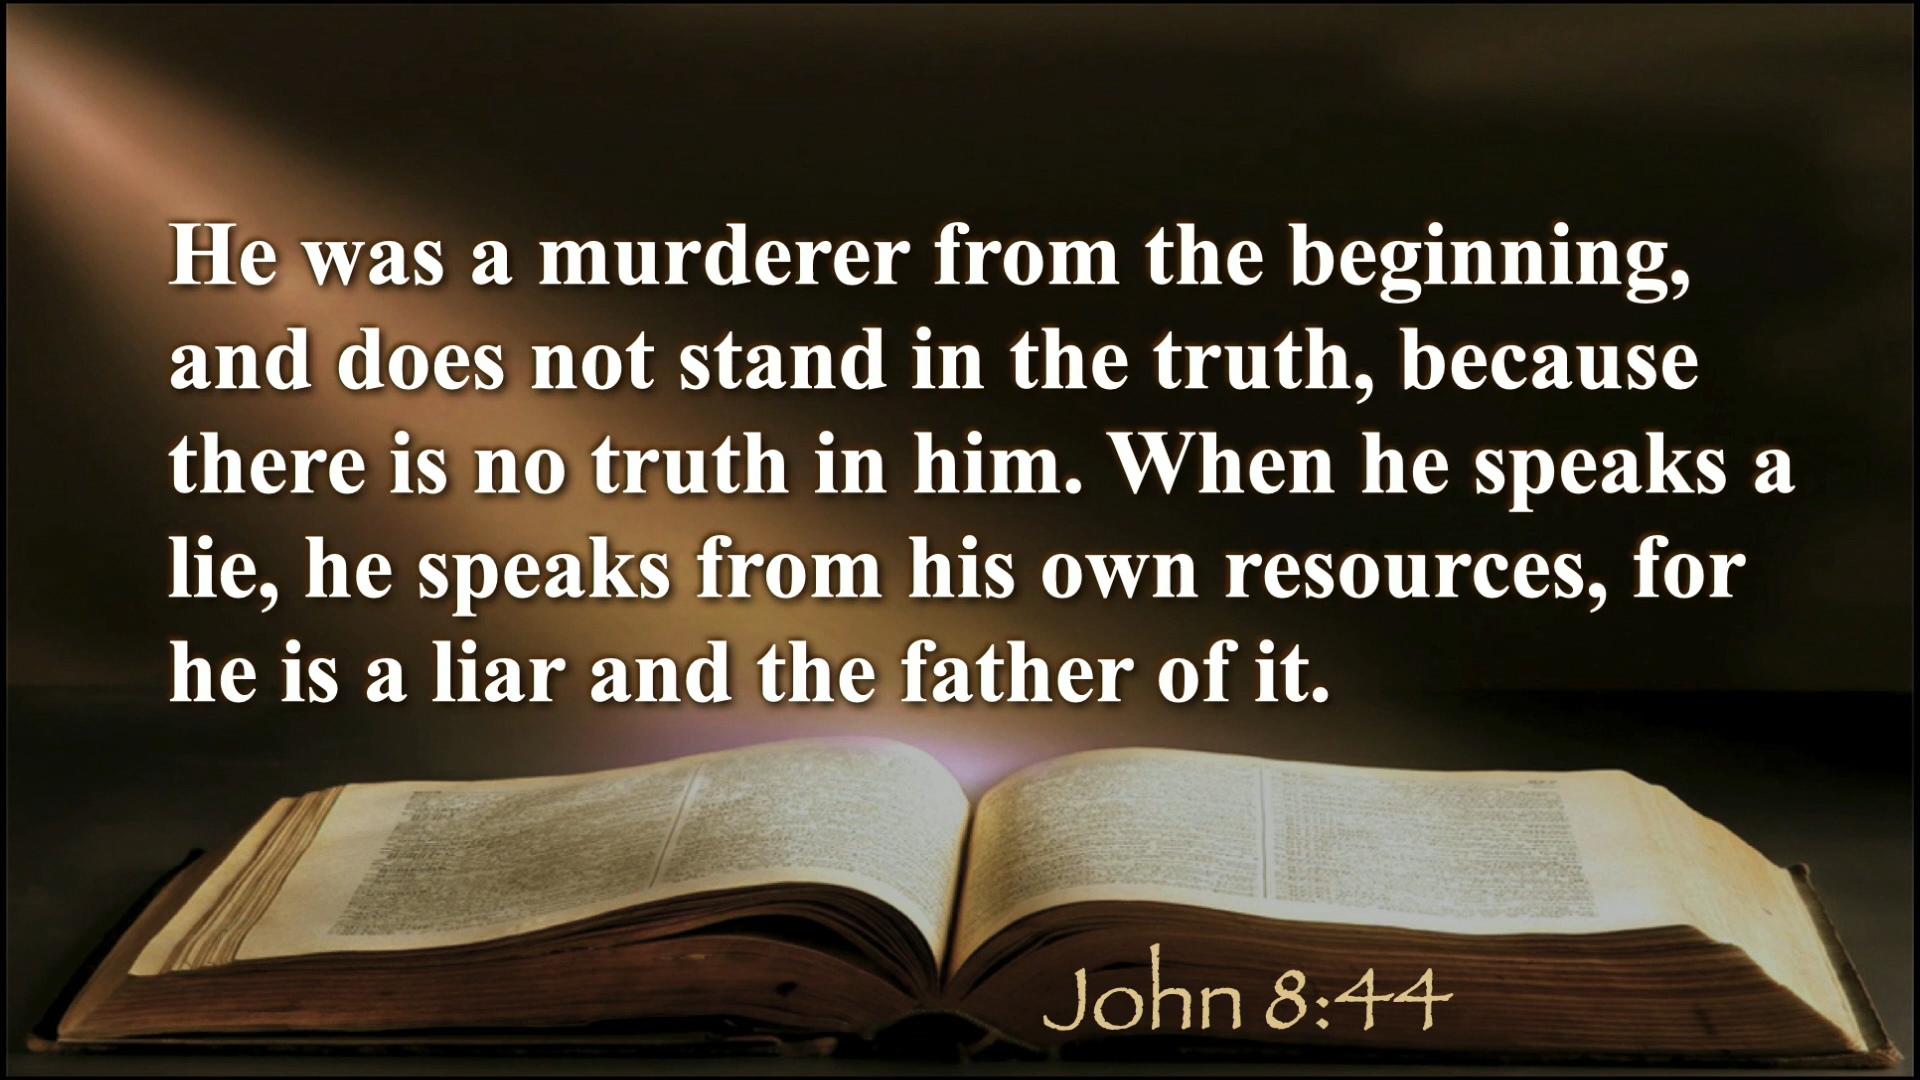 He was a murderer from the beginning,
and does not stand in the truth, because
there is no truth in him. When he speaks a
lie, he speaks from his own resources, for
he is a liar and the father of it.
John 8:44